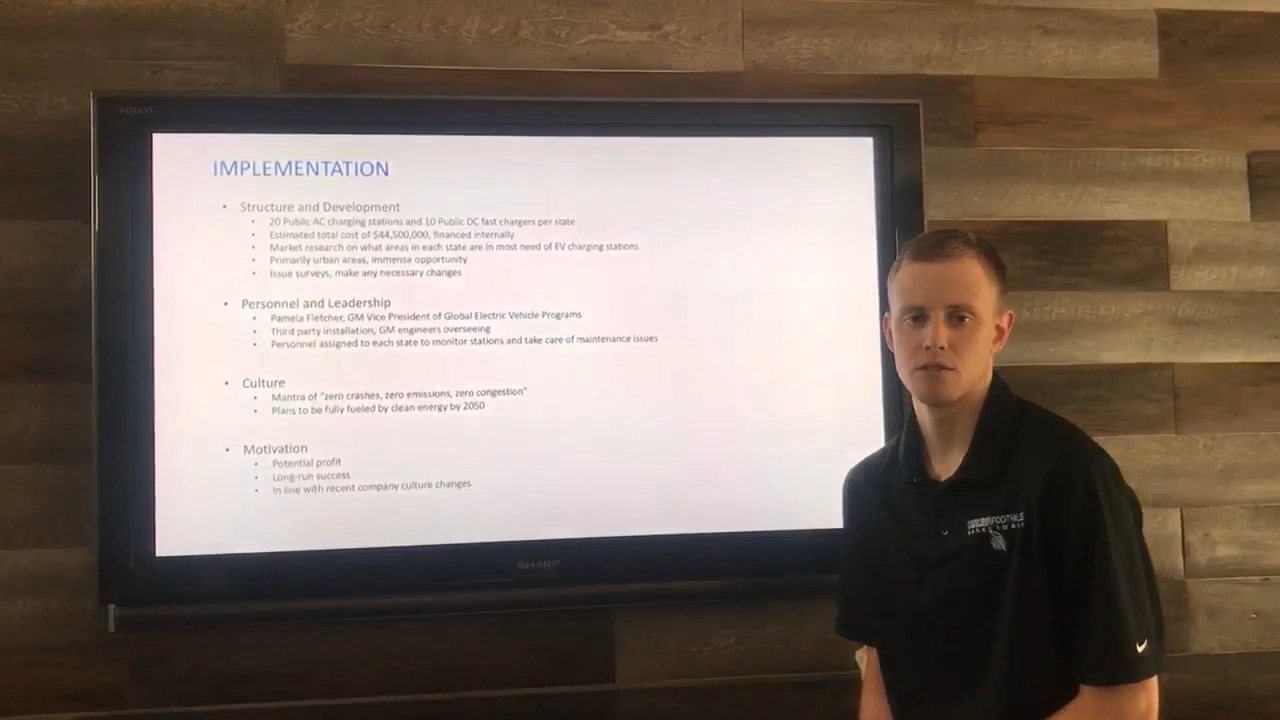 AQUOS
IMPLEMENTATION
• Structure and Development
• 20 Public AC charging stations and 10 Public DC fast chargers per state
• Estimated total cost of $44,500,000, financed internally
• Market research on what areas in each state are in most need of EV charging stations
• Primarily urban areas, immense opportunity
• Issue surveys, make any necessary changes
• Personnel and Leadership
• Pamela Fletcher, GM Vice President of Global Electric Vehicle Programs
• Third party installation, GM engineers overseeing
• Personnel assigned to each state to monitor stations and take care of maintenance issues
• Culture
• Mantra of "zero crashes, zero emissions, zero congestion"
• Plans to be fully fueled by clean energy by 2050
• Motivation
• Potential profit
• Long-run success
• In line with recent company culture changes
SHARP
FOOTHILLS
BASKETBALL